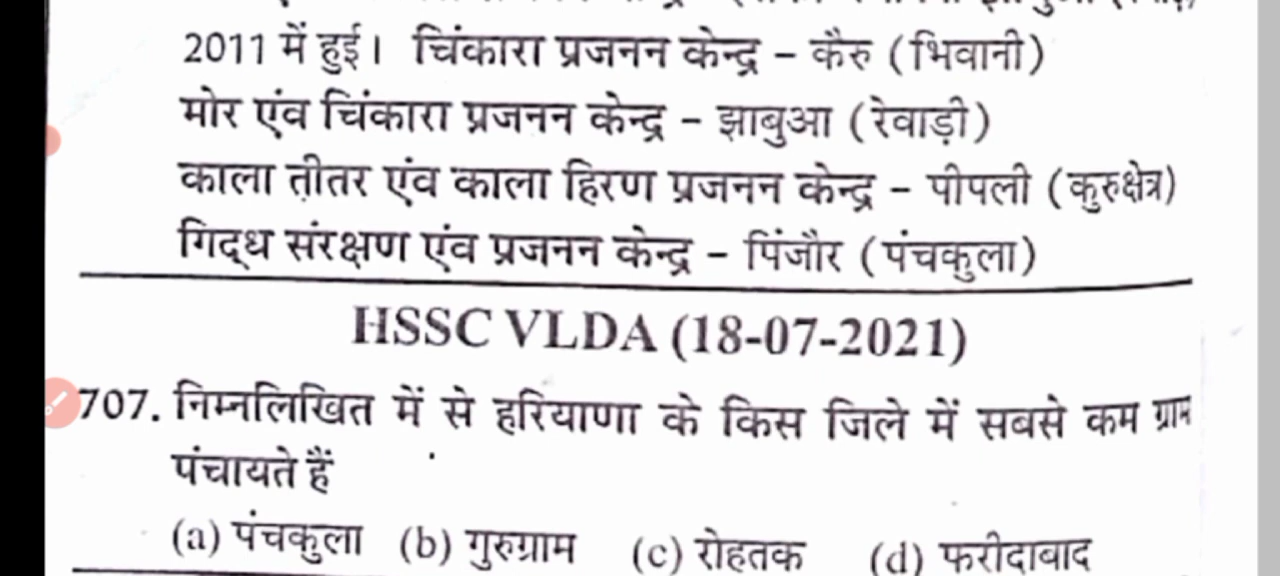 2011 में हुई। चिंकारा प्रजनन केन्द्र – कैरु (भिवानी)
मोर एंव चिंकारा प्रजनन केन्द्र – झाबुआ (रेवाड़ी)
काला तीतर एंव काला हिरण प्रजनन केन्द्र – पीपली (कुरुक्षेत्र)
गिद्ध संरक्षण एंव प्रजनन केन्द्र – पिंजौर (पंचकुला)
HSSC VLDA (18-07-2021)
707. निम्नलिखित में से हरियाणा के किस जिले में सबसे कम ग्राम
पंचायते हैं
(a) पंचकुला (b) गुरुग्राम (c) रोहतक (d) फरीदाबाद